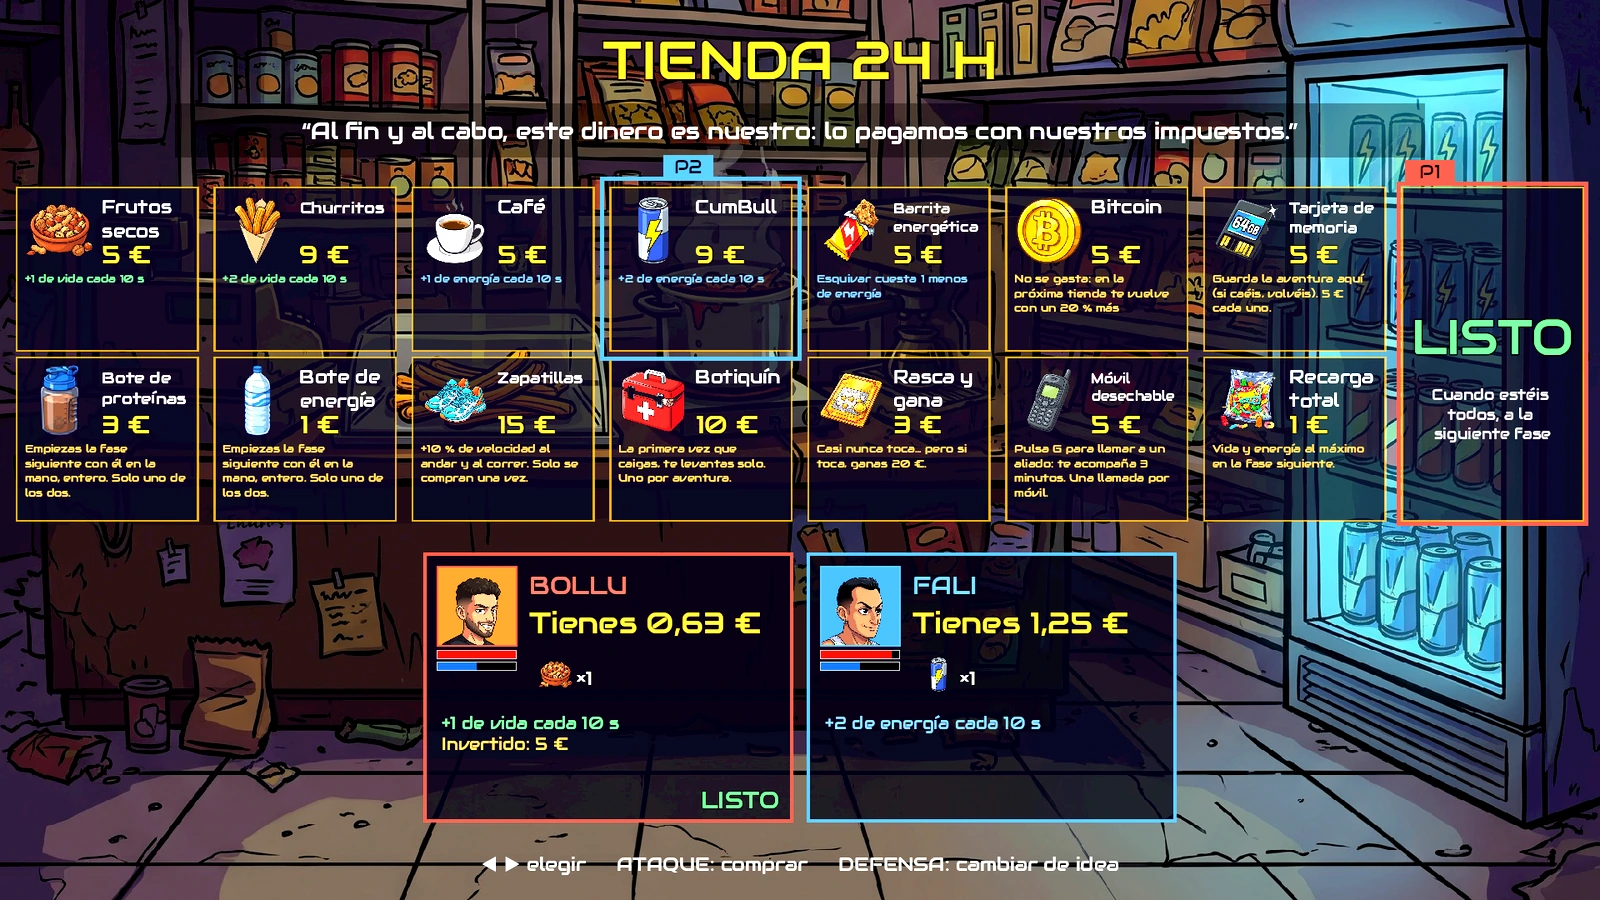 TIENDA 24 H
“Al fin y al cabo, este dinero es nuestro: lo pagamos con nuestros impuestos.”
P2
P1
Frutos
secos
5 €
+1 de vida cada 10 s
Churritos
9 €
+2 de vida cada 10 s
Café
5 €
+1 de energía cada 10 s
CumBull
9 €
+2 de energía cada 10 s
Barrita
energética
5 €
Esquivar cuesta 1 menos
de energía
Bitcoin
5 €
No se gasta: en la
próxima tienda te vuelve
con un 20 % más
64GB
Tarjeta de
memoria
5 €
Guarda la aventura aquí
(si caéis, volvéis). 5 €
cada uno.
LISTO
Cuando estéis
todos, a la
siguiente fase
Bote de
proteínas
3 €
Empiezas la fase
siguiente con él en la
mano, entero. Solo uno de
los dos.
Bote de
energía
1 €
Empiezas la fase
siguiente con él en la
mano, entero. Solo uno de
los dos.
Zapatillas
15 €
+10 % de velocidad al
andar y al correr. Solo se
compran una vez.
Botiquín
10 €
La primera vez que
caigas, te levantas solo.
Uno por aventura.
Rasca y
gana
3 €
Casi nunca toca... pero si
toca, ganas 20 €.
Móvil
desechable
5 €
Pulsa G para llamar a un
aliado: te acompaña 3
minutos. Una llamada por
móvil.
Recarga
total
1 €
Vida y energía al máximo
en la fase siguiente.
BOLLU
Tienes 0,63 €
x1
+1 de vida cada 10 s
Invertido: 5 €
LISTO
FALI
Tienes 1,25 €
x1
+2 de energía cada 10 s
◀ ▶ elegir ATAQUE: comprar DEFENSA: cambiar de idea